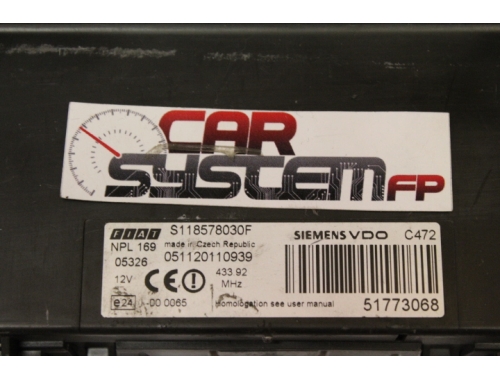 CAR
SYSTEM FP
FIAT S118578030F SIEMENS VDO C472
NPL 169 made in Czech Republic
05326 051120110939
12V CE 433.92
MHz 51773068
e24 00 0065 Homologation see user manual